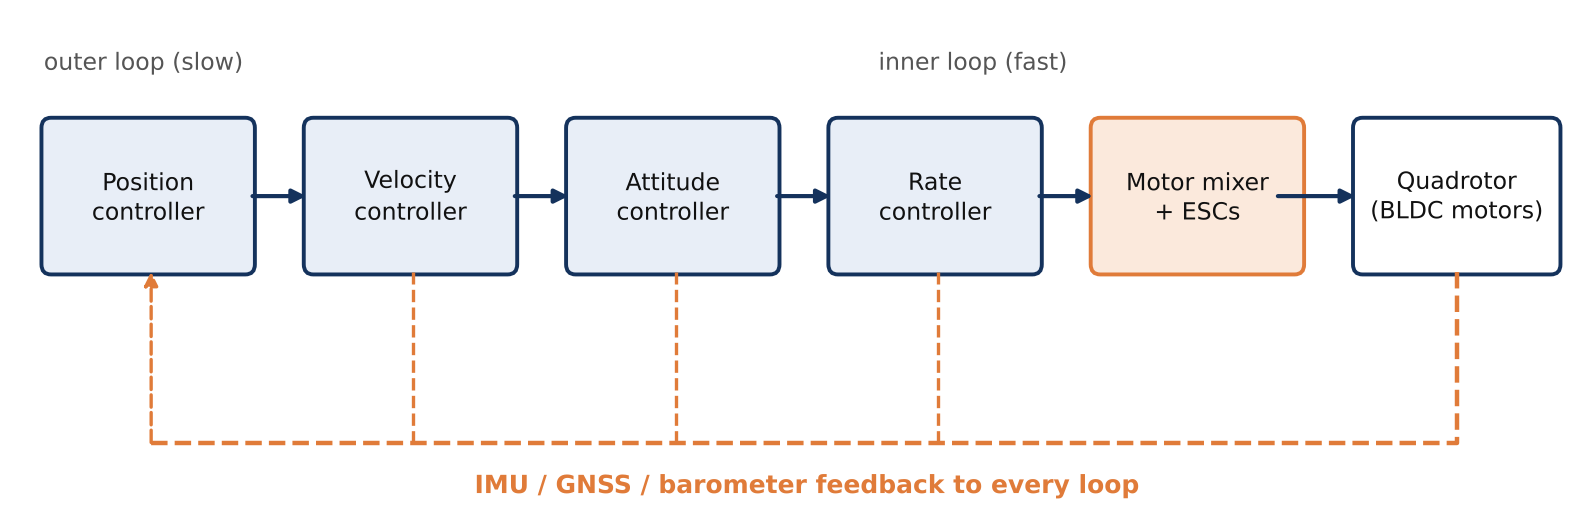 outer loop (slow)
inner loop (fast)
Position
controller
Velocity
controller
Attitude
controller
Rate
controller
Motor mixer
+ ESCs
Quadrotor
(BLDC motors)
IMU / GNSS / barometer feedback to every loop